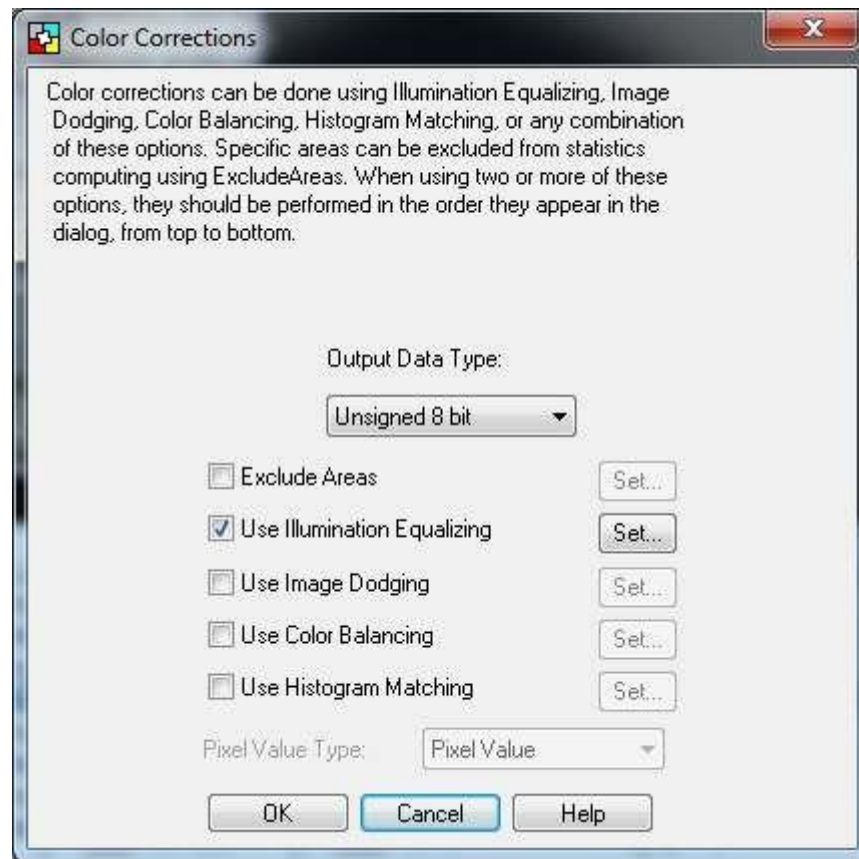 Color Corrections
Color corrections can be done using Illumination Equalizing, Image
Dodging, Color Balancing, Histogram Matching, or any combination
of these options. Specific areas can be excluded from statistics
computing using ExcludeAreas. When using two or more of these
options, they should be performed in the order they appear in the
dialog, from top to bottom.
Output Data Type:
Unsigned 8 bit
Exclude Areas Set...
Use Illumination Equalizing Set...
Use Image Dodging Set...
Use Color Balancing Set...
Use Histogram Matching Set...
Pixel Value Type: Pixel Value
OK Cancel Help